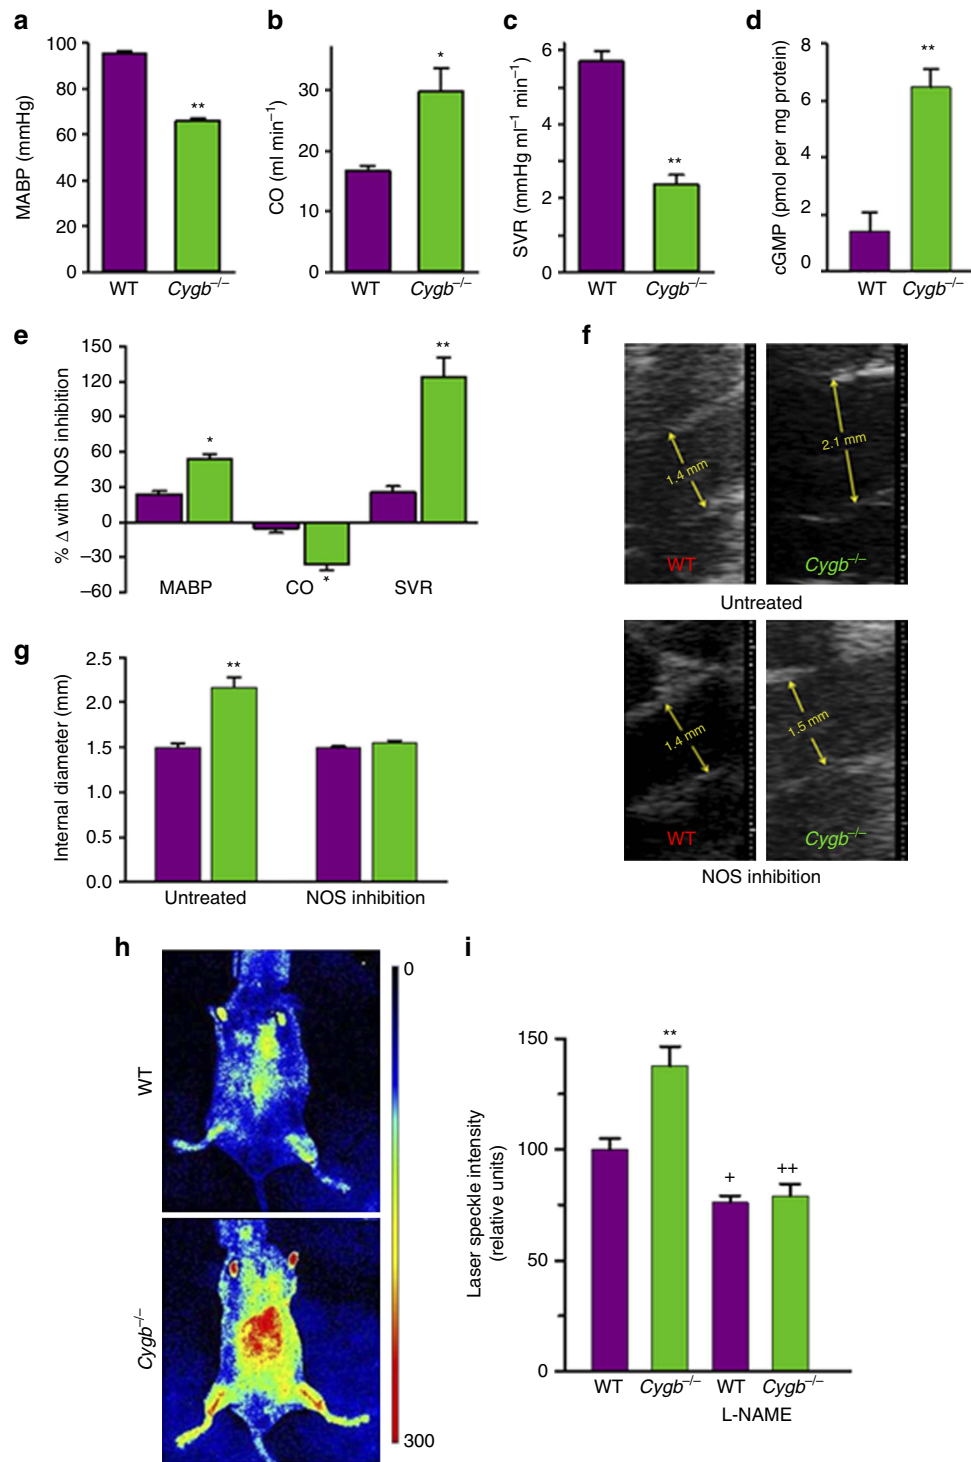 a
MABP (mmHg)
100
80
60
40
20
0
**
WT
Cygb−/−
b
CO (ml min−1)
30
20
10
0
*
WT
Cygb−/−
c
SVR (mmHg ml−1 min−1)
6
4
2
0
**
WT
Cygb−/−
d
cGMP (pmol per mg protein)
8
6
4
2
0
**
WT
Cygb−/−
e
% Δ with NOS inhibition
150
120
60
30
0
−30
−60
*
*
**
MABP
CO
SVR
f
1.4 mm
WT
2.1 mm
Cygb−/−
Untreated
1.4 mm
WT
1.5 mm
Cygb−/−
NOS inhibition
g
Internal diameter (mm)
2.5
2.0
1.5
1.0
0.5
0.0
**
Untreated
NOS inhibition
h
WT
Cygb−/−
0
300
i
Laser speckle intensity
(relative units)
150
100
50
0
**
+
++
WT
Cygb−/−
WT
Cygb−/−
L-NAME